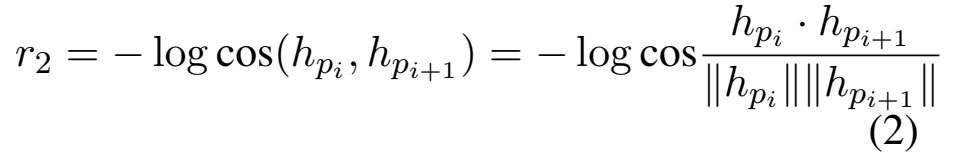 r_2 = − log cos(h_{p_i}, h_{p_{i+1}}) = − log cos \frac{h_{p_i} · h_{p_{i+1}}}{‖h_{p_i}‖‖h_{p_{i+1}}‖}
(2)